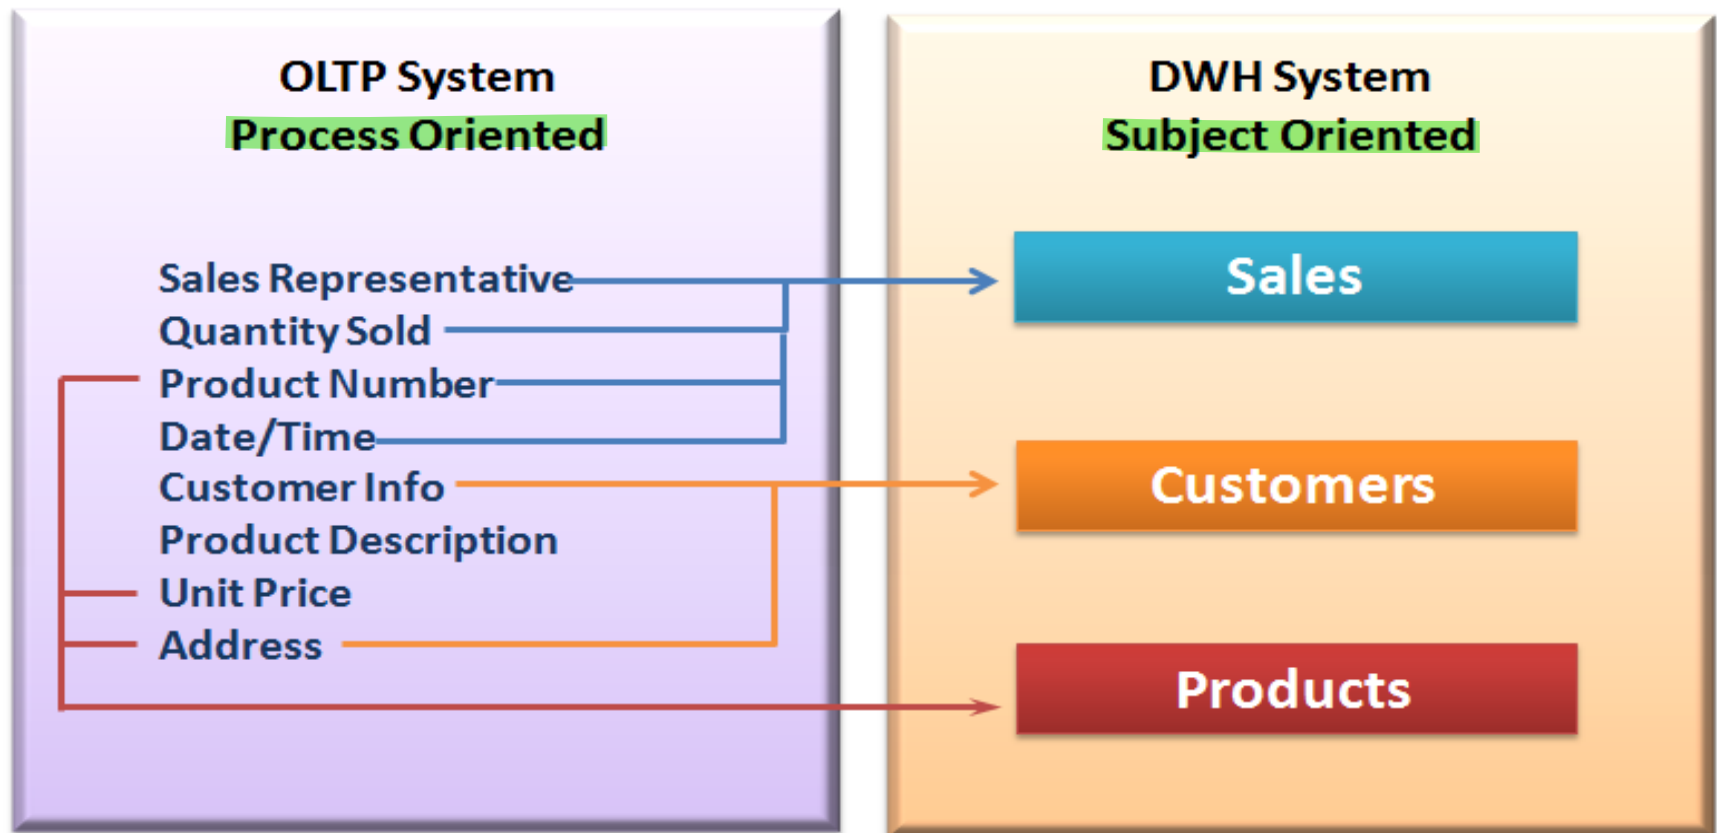 OLTP System
Process Oriented
Sales Representative
Quantity Sold
Product Number
Date/Time
Customer Info
Product Description
Unit Price
Address
DWH System
Subject Oriented
Sales
Customers
Products